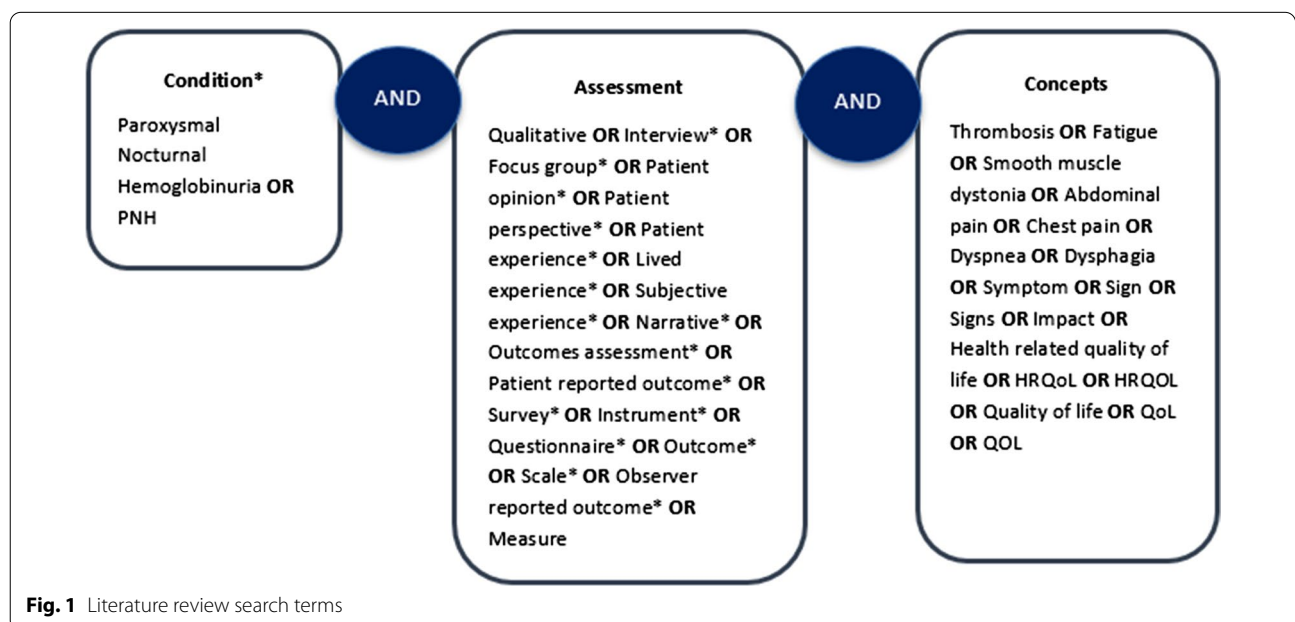 Condition*
Paroxysmal
Nocturnal
Hemoglobinuria OR
PNH
AND
Assessment
Qualitative OR Interview* OR
Focus group* OR Patient
opinion* OR Patient
perspective* OR Patient
experience* OR Lived
experience* OR Subjective
experience* OR Narrative* OR
Outcomes assessment* OR
Patient reported outcome* OR
Survey* OR Instrument* OR
Questionnaire* OR Outcome*
OR Scale* OR Observer
reported outcome* OR
Measure
AND
Concepts
Thrombosis OR Fatigue
OR Smooth muscle
dystonia OR Abdominal
pain OR Chest pain OR
Dyspnea OR Dysphagia
OR Symptom OR Sign OR
Signs OR Impact OR
Health related quality of
life OR HRQoL OR HRQOL
OR Quality of life OR QoL
OR QOL
Fig. 1 Literature review search terms